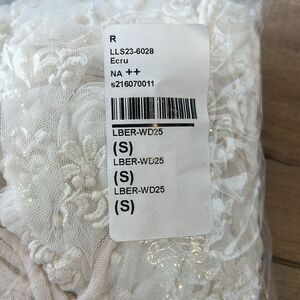 R
LLS23-6028
Ecru
NA ++
s216070011
LBER-WD25
(S)
LBER-WD25
(S)
LBER-WD25
(S)